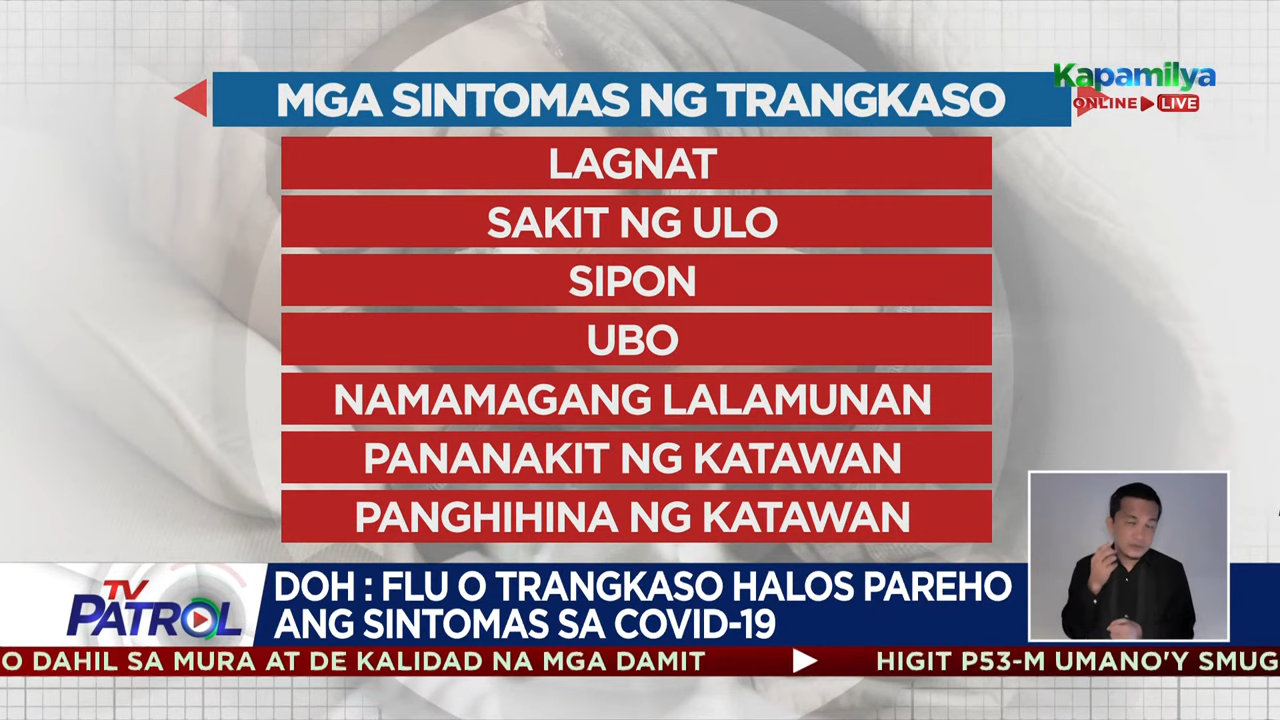 MGA SINTOMAS NG TRANGKASO
Kapamilya
ONLINE LIVE
LAGNAT
SAKIT NG ULO
SIPON
UBO
NAMAMAGANG LALAMUNAN
PANANAKIT NG KATAWAN
PANGHIHINA NG KATAWAN
TV PATROL
DOH : FLU O TRANGKASO HALOS PAREHO
ANG SINTOMAS SA COVID-19
O DAHIL SA MURA AT DE KALIDAD NA MGA DAMIT
HIGIT P53-M UMANO'Y SMUG